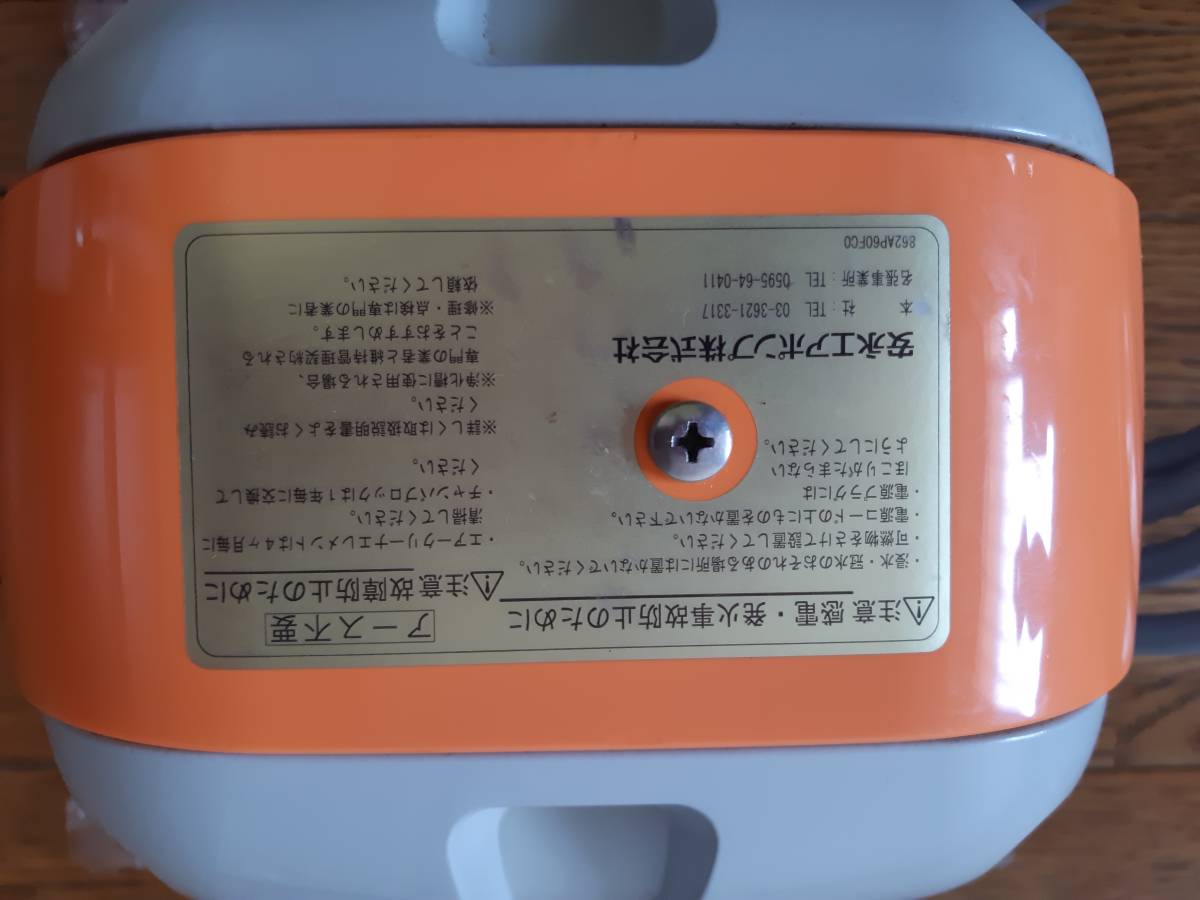 ⚠注意 感電・発火事故防止のために
・浸水・冠水のおそれのある場所には置かないでください。
可燃物をさけて設置してください。
・電源コードの上にものを置かないで下さい。
・電源プラグには
ほこりがたまらない
ようにしてください。
安永エアポンプ株式会社
本 社：TEL 03-3621-3317
名張事業所：TEL 0595-64-0411
862AP60FC0
アース不要
⚠注意 故障防止のために
・エアークリーナエレメントは4ヶ月毎に
清掃してください。
・チャンバブロックは1年毎に交換して
ください。
※詳しくは取扱説明書をよくお読み
ください。
※浄化槽に使用される場合、
専門の業者と維持管理契約される
ことをおすすめします。
※修理・点検は専門の業者に
依頼してください。